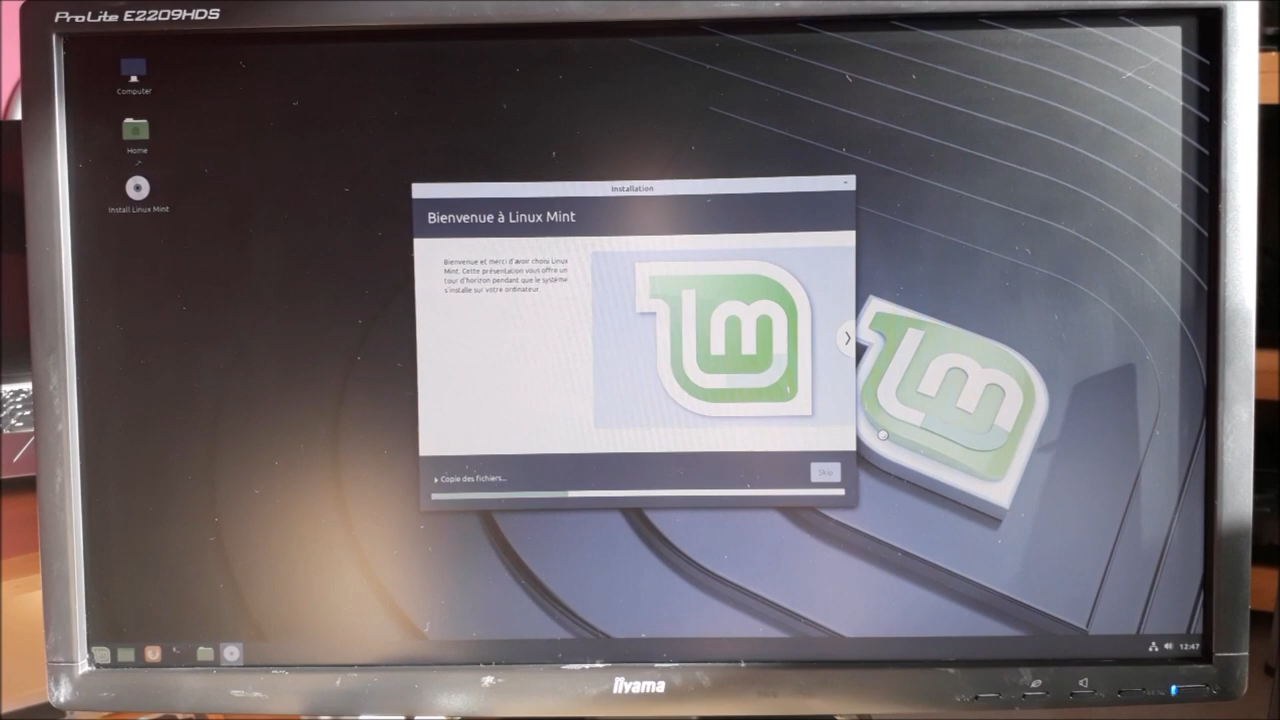 ProLite E2209HDS
Computer
Home
Install Linux Mint
Installation
Bienvenue à Linux Mint
Bienvenue et merci d'avoir choisi Linux
Mint. Cette présentation vous offre un
tour d'horizon pendant que le système
s'installe sur votre ordinateur.
Copie des fichiers...
Skip
12:47
iiyama